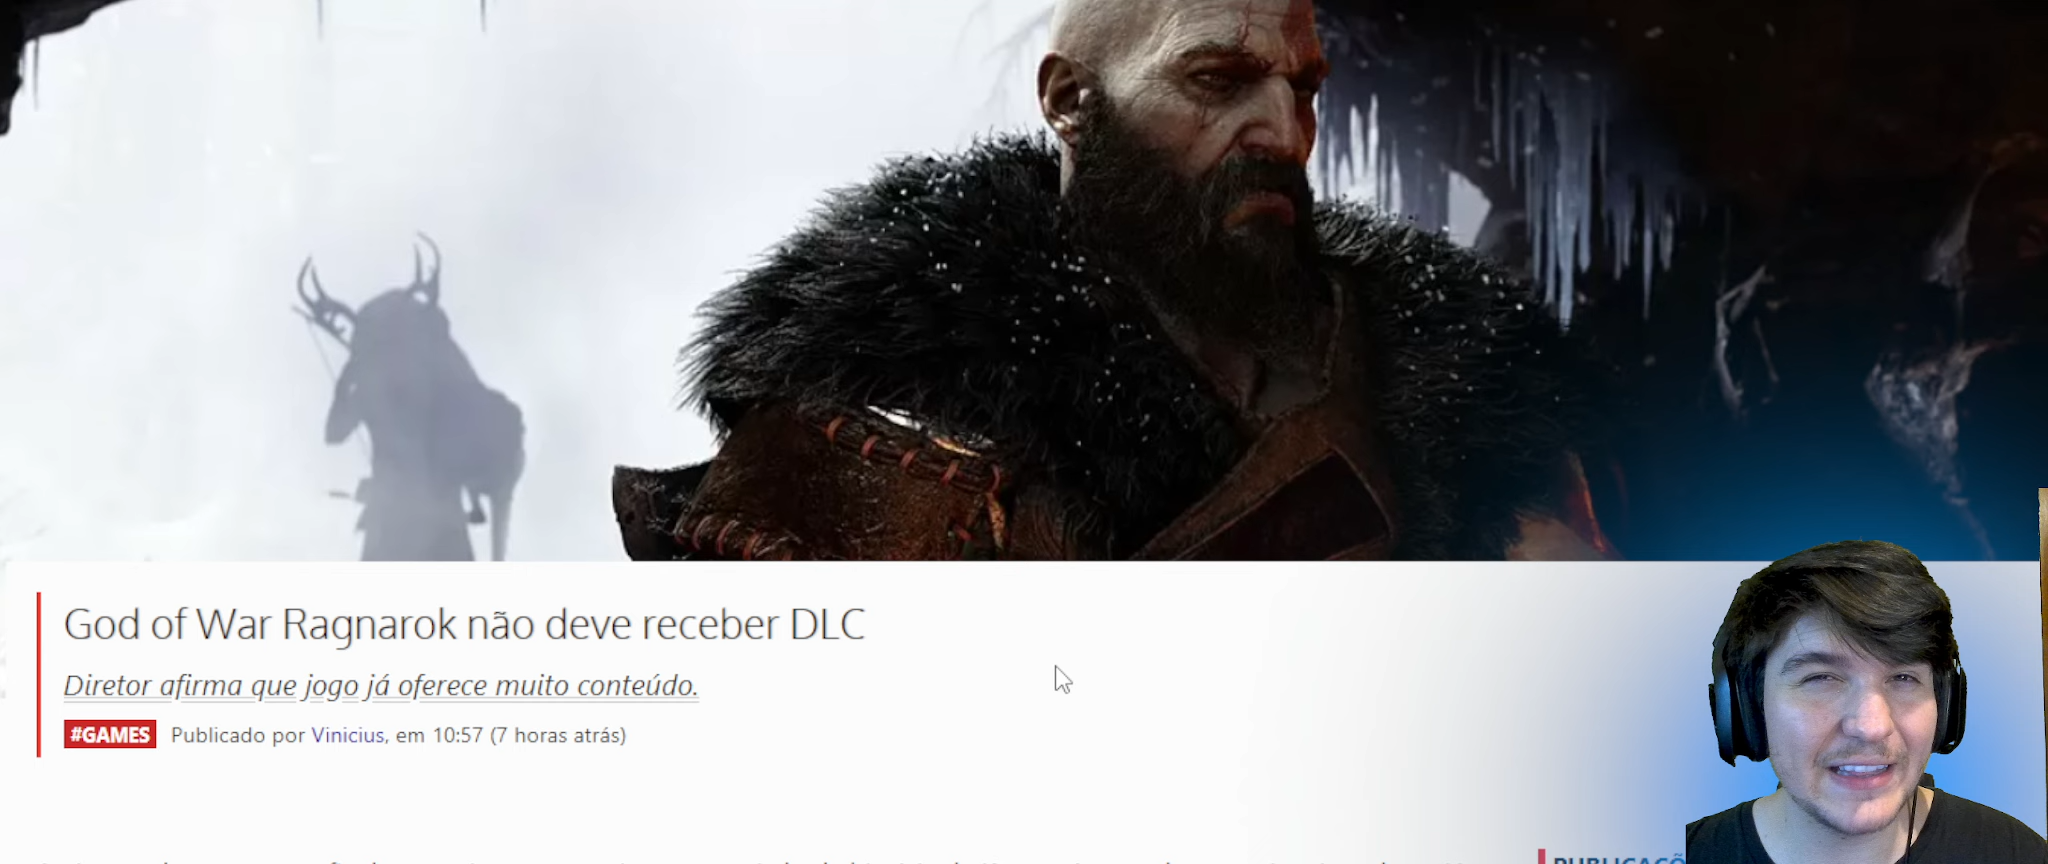 God of War Ragnarok não deve receber DLC
Diretor afirma que jogo já oferece muito conteúdo.
#GAMES Publicado por Vinicius, em 10:57 (7 horas atrás)